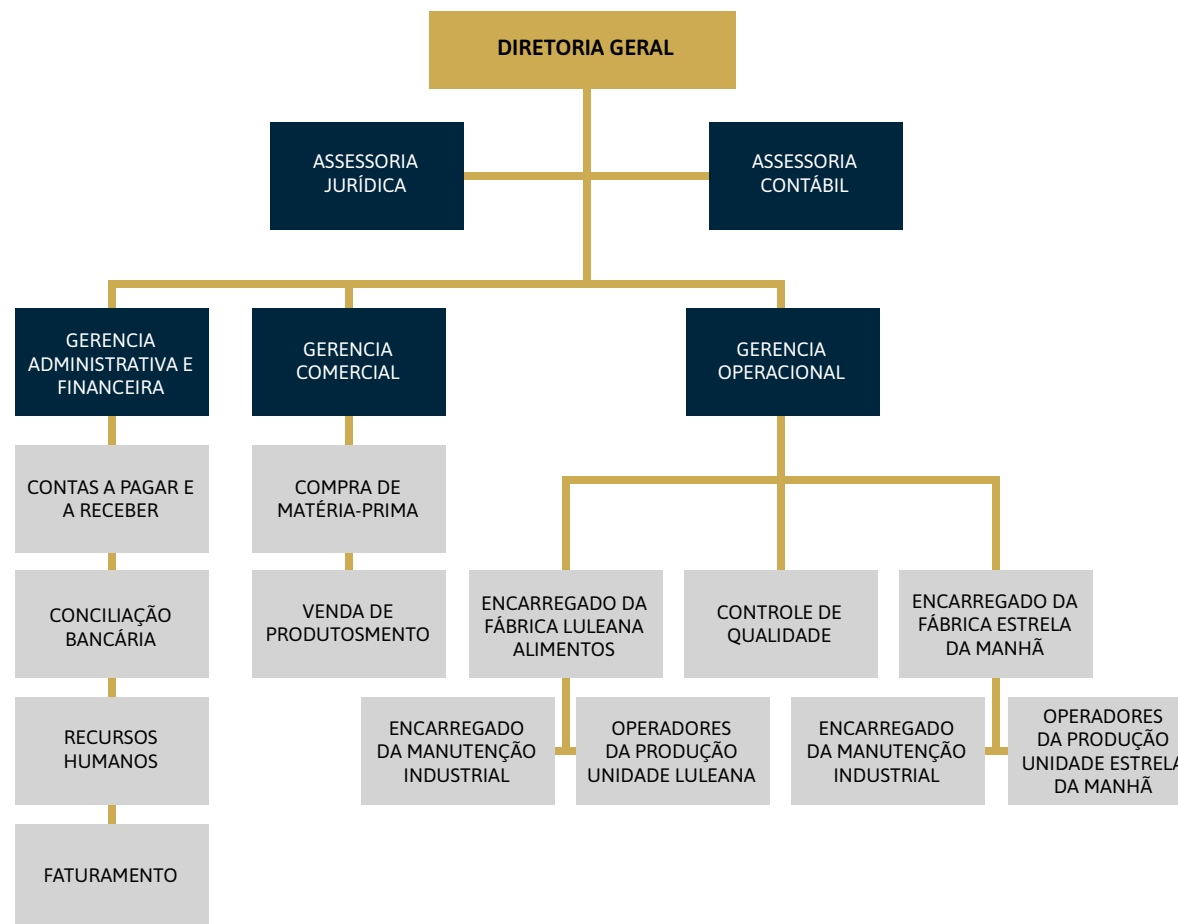 DIRETORIA GERAL
ASSESSORIA
JURÍDICA
ASSESSORIA
CONTÁBIL
GERENCIA
ADMINISTRATIVA E
FINANCEIRA
GERENCIA
COMERCIAL
GERENCIA
OPERACIONAL
CONTAS A PAGAR E
A RECEBER
COMPRA DE
MATÉRIA-PRIMA
CONCILIAÇÃO
BANCÁRIA
VENDA DE
PRODUTOSMENTO
ENCARREGADO DA
FÁBRICA LULEANA
ALIMENTOS
CONTROLE DE
QUALIDADE
ENCARREGADO DA
FÁBRICA ESTRELA
DA MANHÃ
RECURSOS
HUMANOS
ENCARREGADO
DA MANUTENÇÃO
INDUSTRIAL
OPERADORES
DA PRODUÇÃO
UNIDADE LULEANA
ENCARREGADO
DA MANUTENÇÃO
INDUSTRIAL
OPERADORES
DA PRODUÇÃO
UNIDADE ESTRELA
DA MANHÃ
FATURAMENTO